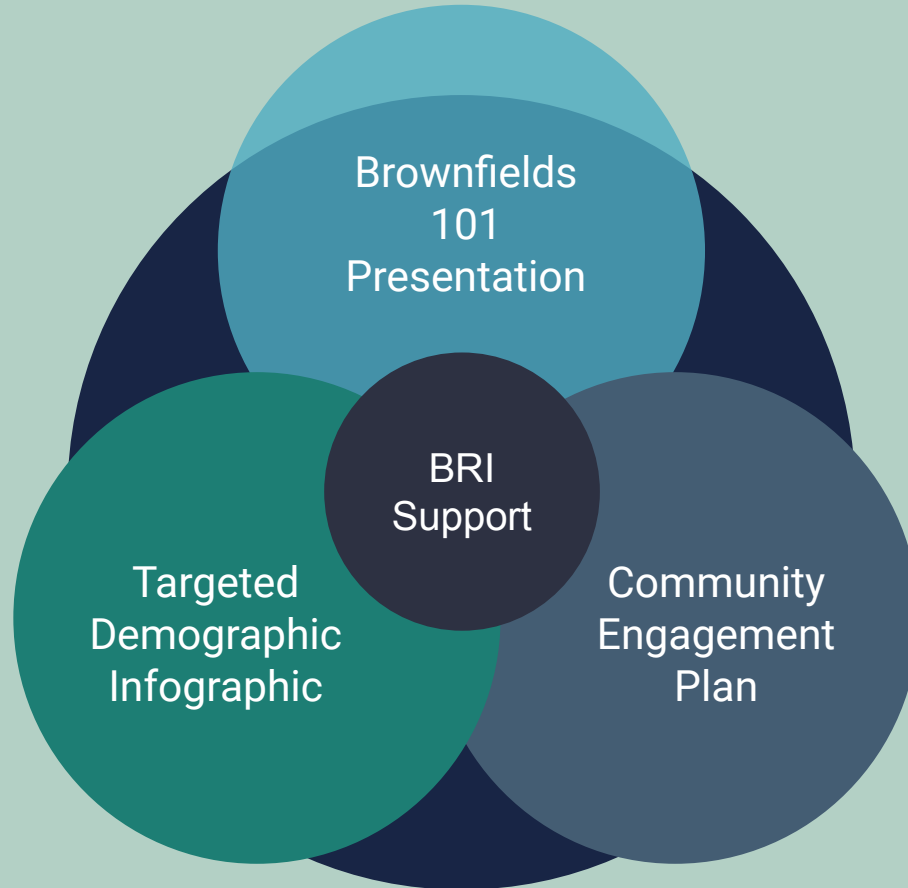 Brownfields
101
Presentation
BRI
Support
Targeted
Demographic
Infographic
Community
Engagement
Plan